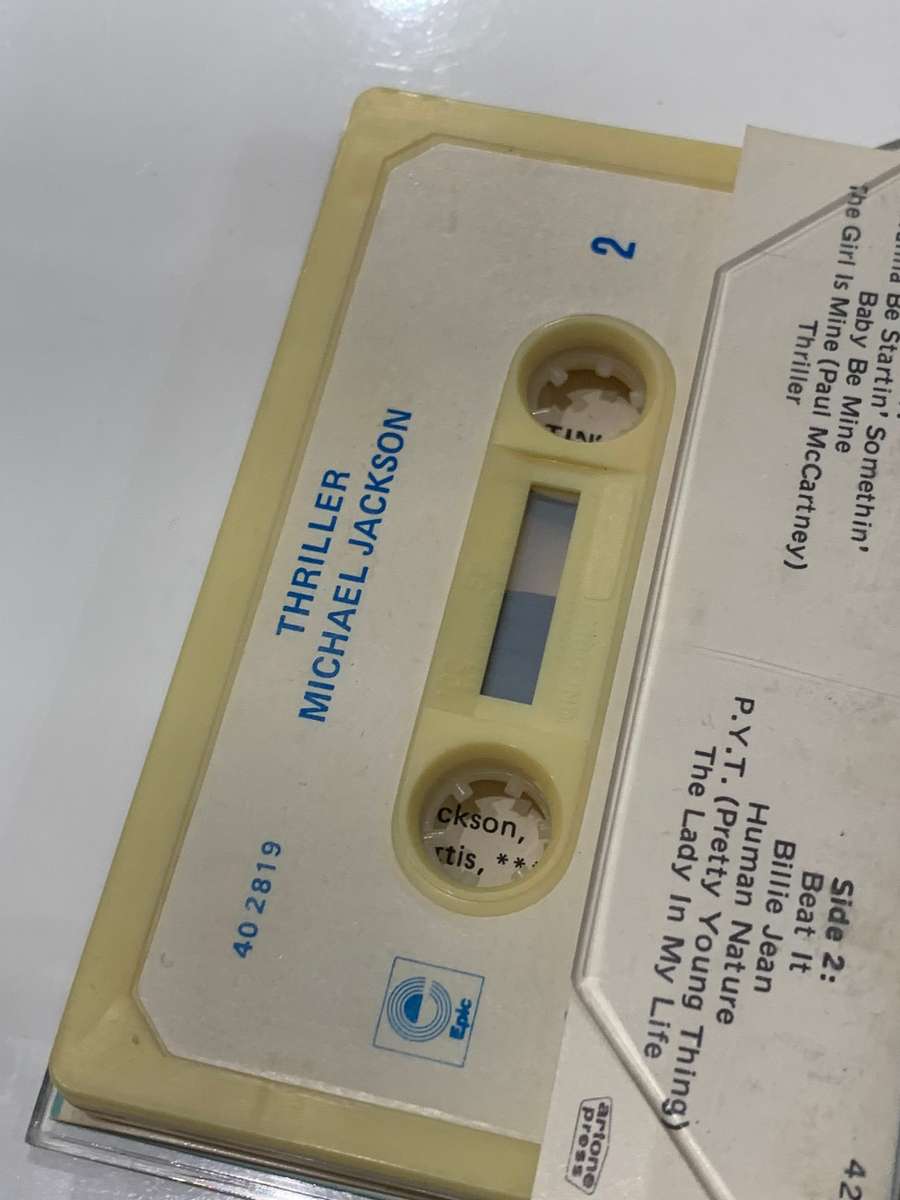 2
THRILLER
MICHAEL JACKSON
402819
Epic
ckson,
rtis, **
Be Startin' Somethin'
Baby Be Mine
The Girl Is Mine (Paul McCartney)
Thriller
Side 2:
Beat It
Billie Jean
Human Nature
P.Y.T. (Pretty Young Thing)
The Lady In My Life
artone
press
42